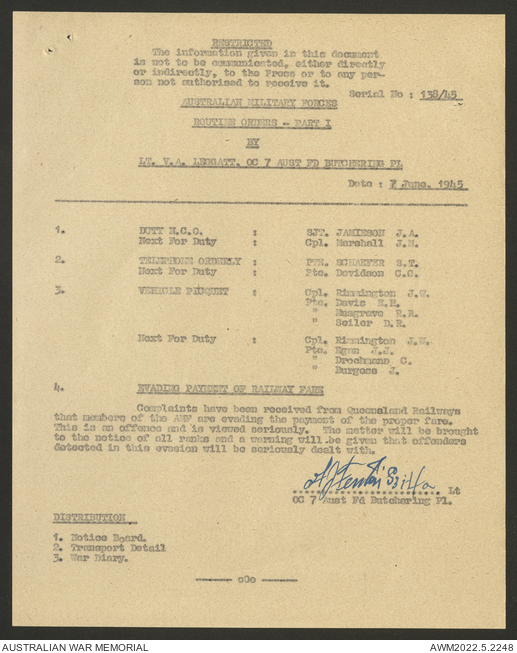 RESTRICTED
The information given in this document
is not to be communicated, either directly
or indirectly, to the Press or to any per-
son not authorised to receive it.
Serial No : 138/45
AUSTRALIAN MILITARY FORCES
ROUTINE ORDERS - PART I
BY
LT. V.A. LEGGATT, OC 7 AUST FD BUTCHERING PL
Date : 7 June. 1945
1. DUTY N.C.O. : SJT. JAMIESON J.A.
Next For Duty : Cpl. Marshall J.N.
2. TELEPHONE ORDERLY : PTE. SCHAEFER S.T.
Next For Duty : Pte. Davidson C.C.
3. VEHICLE PICQUET : Cpl. Rimmington J.W.
Pte. Davis R.H.
" Musgrave R.R.
" Seiler D.R.
Next For Duty : Cpl. Rimmington J.W.
Pte. Egan J.J.
" Drochmann C.
" Burgess J.
4. EVADING PAYMENT OF RAILWAY FARE
Complaints have been received from Queensland Railways
that members of the AMF are evading the payment of the proper fare.
This is an offence and is viewed seriously. The matter will be brought
to the notice of all ranks and a warning will be given that offenders
detected in this evasion will be seriously dealt with.
Lt
OC 7 Aust Fd Butchering Pl.
DISTRIBUTION
1. Notice Board.
2. Transport Detail
3. War Diary.
--- o0o ---
AUSTRALIAN WAR MEMORIAL
AWM2022.5.2248